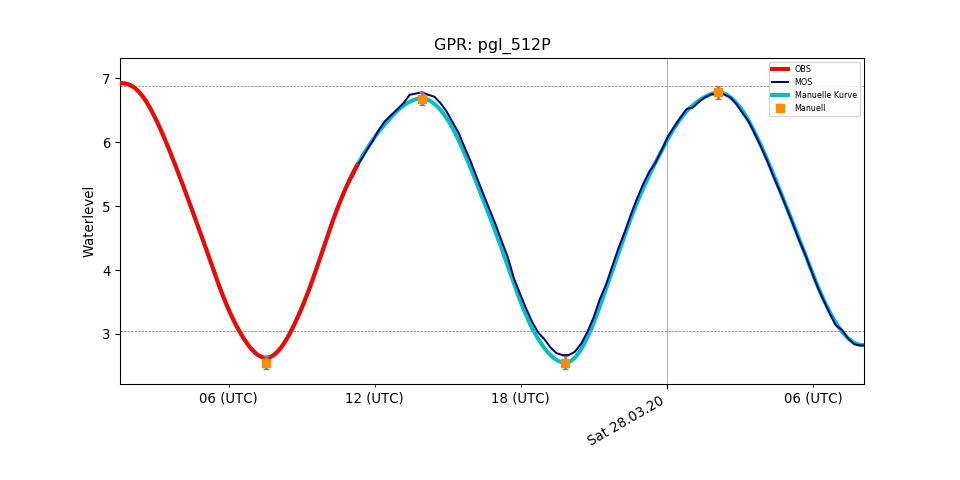 GPR: pgl_512P
OBS
MOS
Manuelle Kurve
Manuell
Waterlevel
7
6
5
4
3
06 (UTC)
12 (UTC)
18 (UTC)
Sat 28.03.20
06 (UTC)